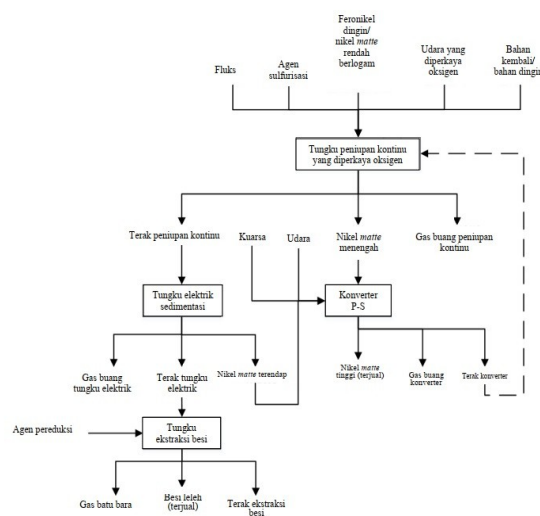 Feronikel
dingin/
nikel matte
rendah
berlogam
Fluks
Agen
sulfurisasi
Udara yang
diperkaya
oksigen
Bahan
kembali/
bahan dingin
Tungku peniupan kontinu
yang diperkaya oksigen
Terak peniupan kontinu
Kuarsa
Udara
Nikel matte
menengah
Gas buang peniupan
kontinu
Tungku elektrik
sedimentasi
Konverter
P-S
Gas buang
tungku elektrik
Terak tungku
elektrik
Nikel matte terendap
Nikel matte
tinggi (terjual)
Gas buang
konverter
Terak konverter
Agen pereduksi
Tungku
ekstraksi besi
Gas batu bara
Besi leleh
(terjual)
Terak ekstraksi
besi